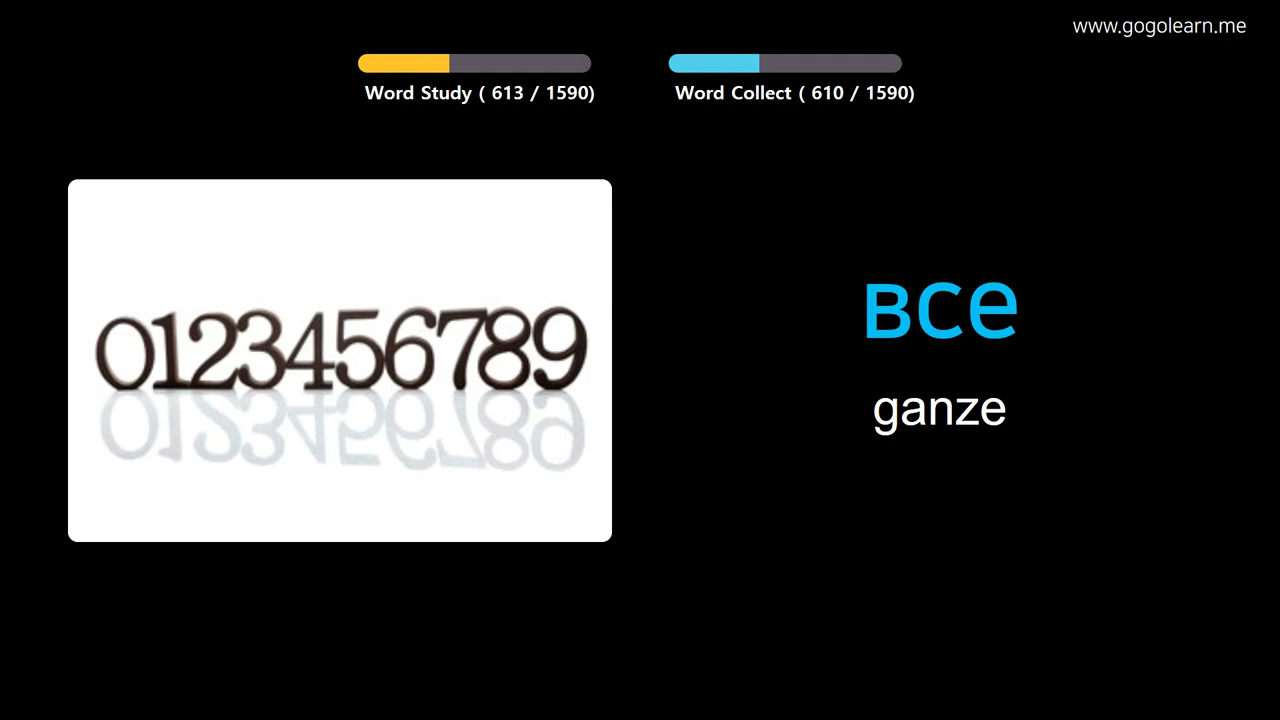 www.gogolearn.me
Word Study ( 613 / 1590)
Word Collect ( 610 / 1590)
0123456789
все
ganze